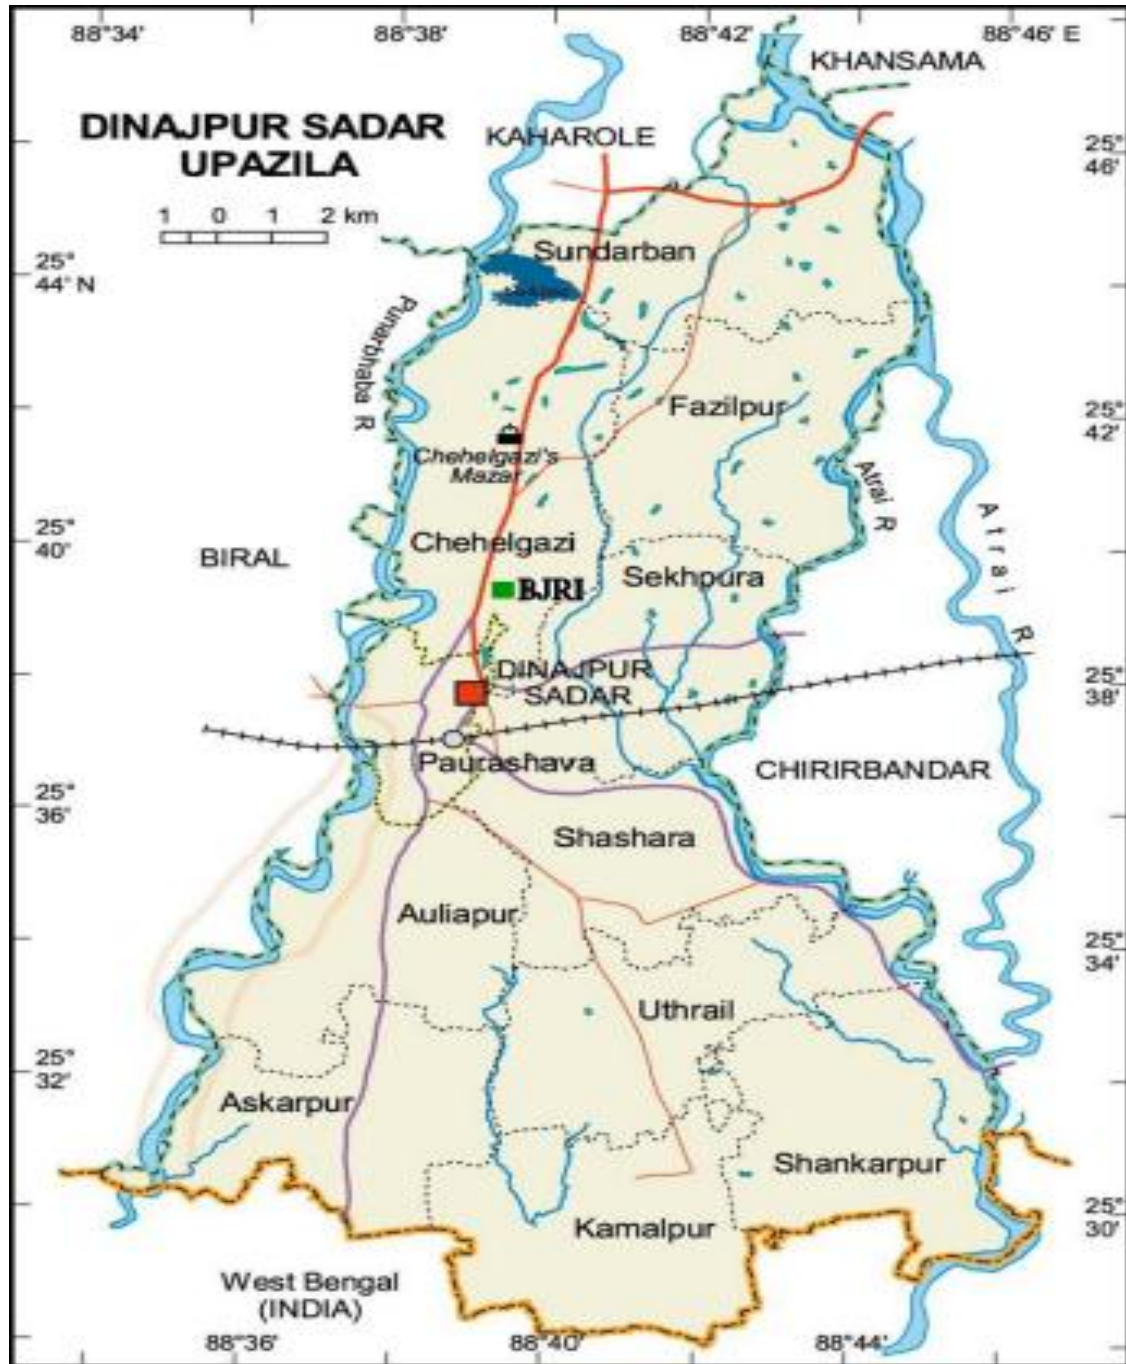 88°34'
88°38'
88°42'
88°46' E
KHANSAMA
DINAJPUR SADAR
UPAZILA
KAHAROLE
25°
46'
1 0 1 2 km
Sundarban
25°
44' N
Punarbhaba R
Fazilpur
25°
42'
Chehelgazi's
Mazar
Atrai R
Atrai R
25°
40'
BIRAL
Chehelgazi
Sekhpura
BJRI
DINAJPUR
SADAR
25°
38'
Paurashava
CHIRIRBANDAR
25°
36'
Shashara
Auliapur
25°
34'
Uthrail
25°
32'
Askarpur
Shankarpur
25°
30'
Kamalpur
West Bengal
(INDIA)
88°36'
88°40'
88°44'